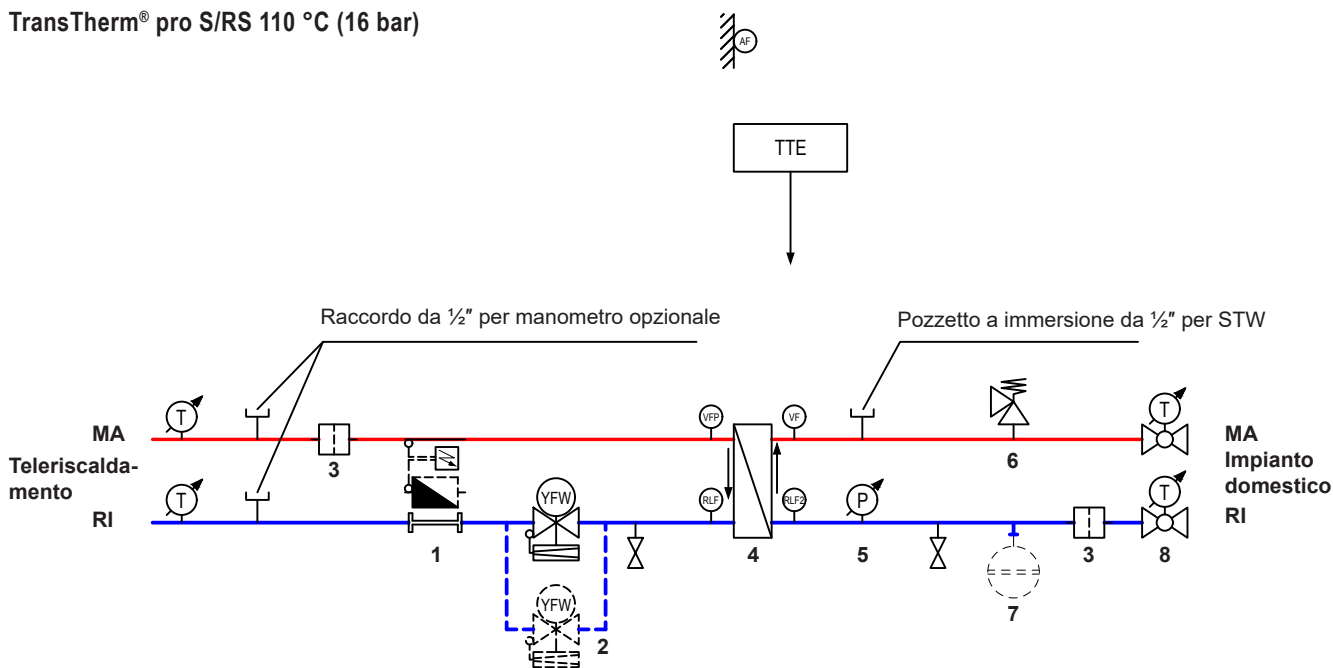 TransTherm® pro S/RS 110 °C (16 bar)
AF
TTE
Raccordo da ½″ per manometro opzionale
Pozzetto a immersione da ½″ per STW
T
VFP
VF
T
MA
3
6
MA
Teleriscalda-
mento
Impianto
domestico
T
RLF
RLF2
P
T
RI
RI
YFW
1
4
5
3
8
YFW
2
7